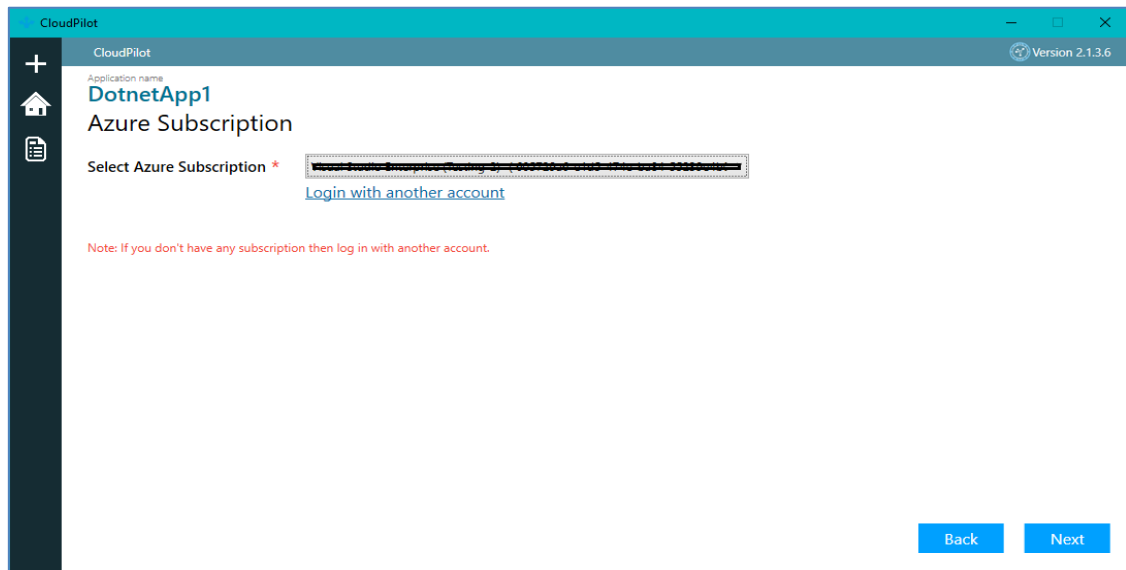 CloudPilot
CloudPilot
Version 2.1.3.6
Application name
DotnetApp1
Azure Subscription
Select Azure Subscription *
Login with another account
Note: If you don't have any subscription then log in with another account.
Back Next